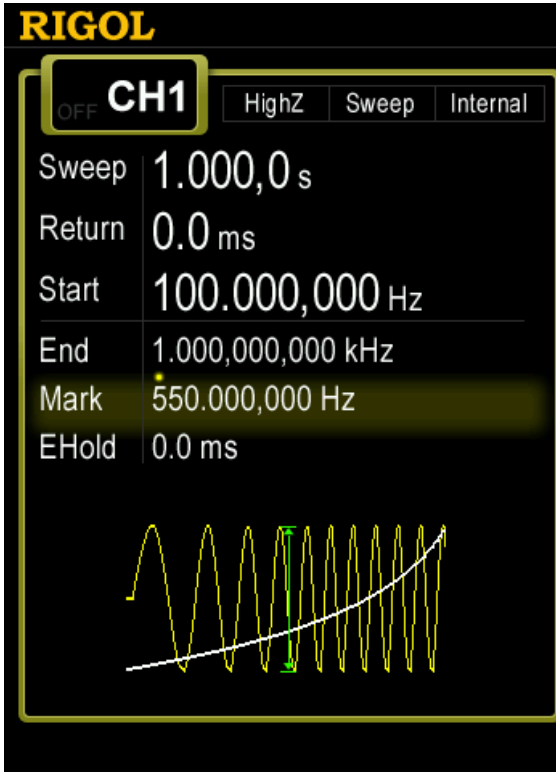 RIGOL
OFF CH1 HighZ Sweep Internal
Sweep 1.000,0 s
Return 0.0 ms
Start 100.000,000 Hz
End 1.000,000,000 kHz
Mark 550.000,000 Hz
EHold 0.0 ms